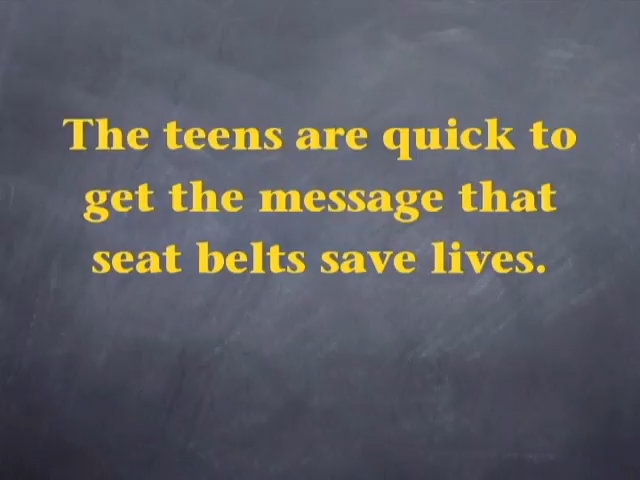 The teens are quick to
get the message that
seat belts save lives.